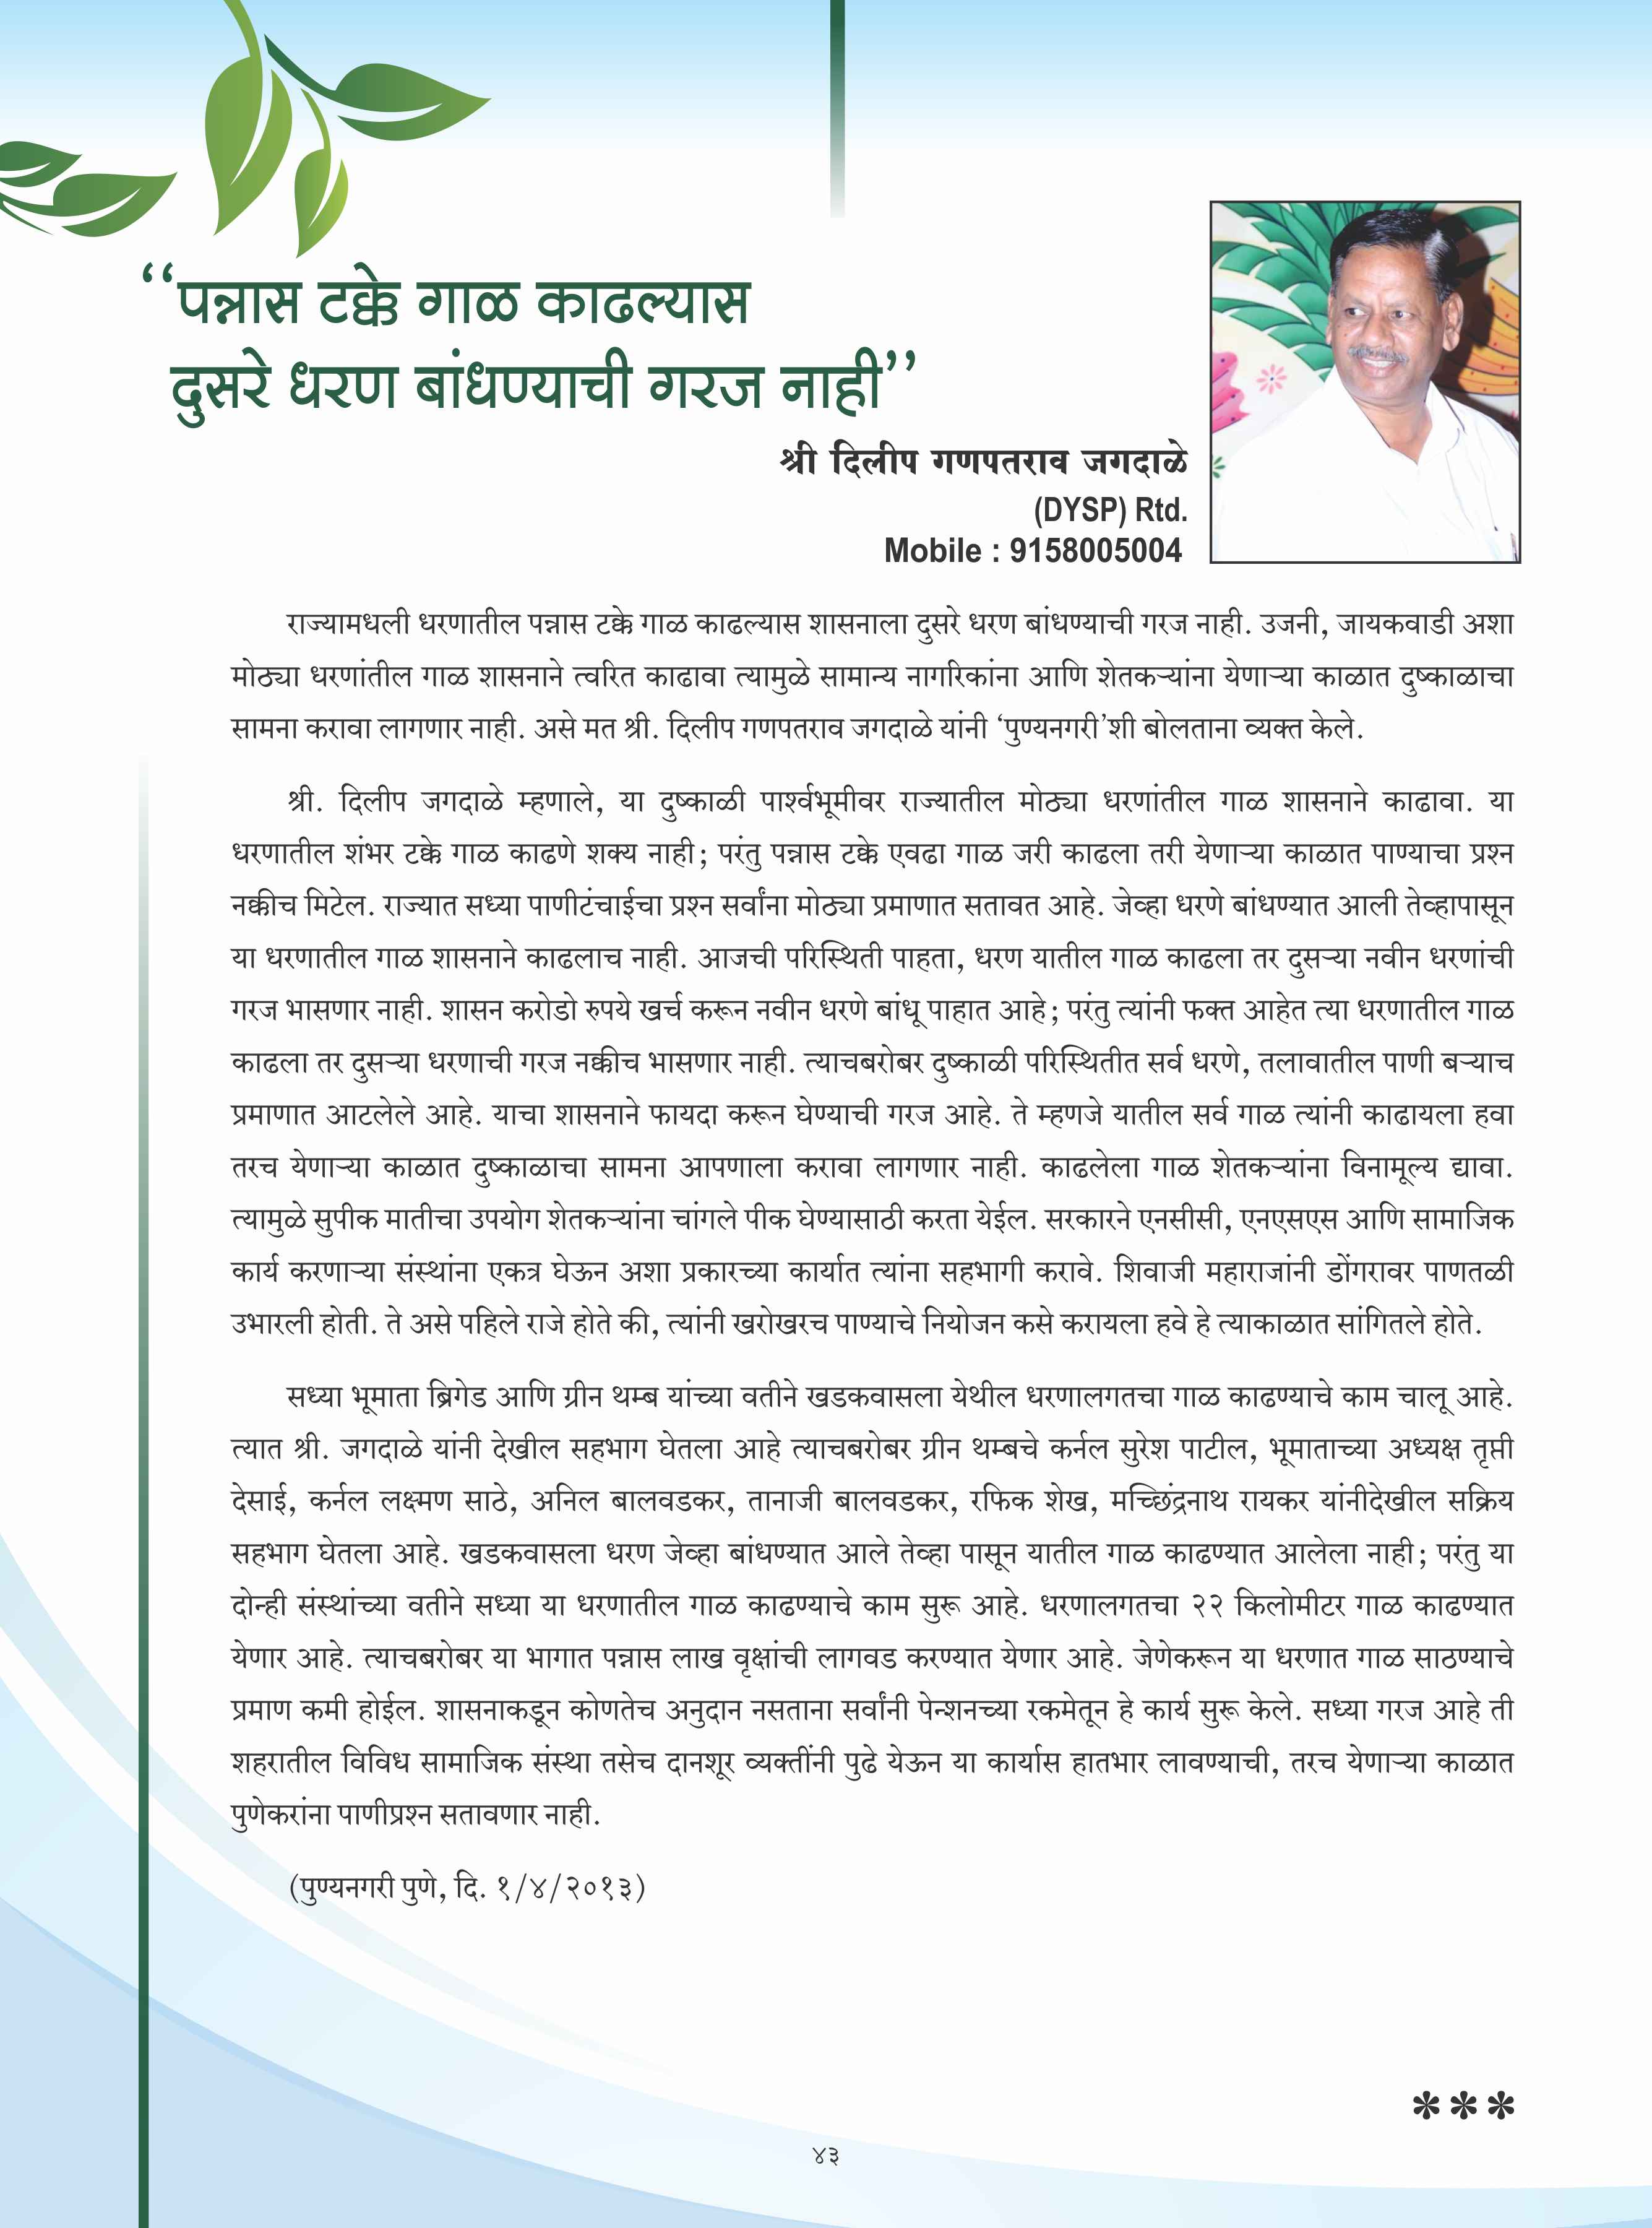 “पन्नास टक्के गाळ काढल्यास
दुसरे धरण बांधण्याची गरज नाही”
श्री दिलीप गणपतराव जगदाळे
(DYSP) Rtd.
Mobile : 9158005004
राज्यामधली धरणातील पन्नास टक्के गाळ काढल्यास शासनाला दुसरे धरण बांधण्याची गरज नाही. उजनी, जायकवाडी अशा
मोठ्या धरणांतील गाळ शासनाने त्वरित काढावा त्यामुळे सामान्य नागरिकांना आणि शेतकऱ्यांना येणाऱ्या काळात दुष्काळाचा
सामना करावा लागणार नाही. असे मत श्री. दिलीप गणपतराव जगदाळे यांनी ‘पुण्यनगरी’शी बोलताना व्यक्त केले.
श्री. दिलीप जगदाळे म्हणाले, या दुष्काळी पार्श्वभूमीवर राज्यातील मोठ्या धरणांतील गाळ शासनाने काढावा. या
धरणातील शंभर टक्के गाळ काढणे शक्य नाही; परंतु पन्नास टक्के एवढा गाळ जरी काढला तरी येणाऱ्या काळात पाण्याचा प्रश्न
नक्कीच मिटेल. राज्यात सध्या पाणीटंचाईचा प्रश्न सर्वांना मोठ्या प्रमाणात सतावत आहे. जेव्हा धरणे बांधण्यात आली तेव्हापासून
या धरणातील गाळ शासनाने काढलाच नाही. आजची परिस्थिती पाहता, धरण यातील गाळ काढला तर दुसऱ्या नवीन धरणांची
गरज भासणार नाही. शासन करोडो रुपये खर्च करून नवीन धरणे बांधू पाहात आहे; परंतु त्यांनी फक्त आहेत त्या धरणातील गाळ
काढला तर दुसऱ्या धरणाची गरज नक्कीच भासणार नाही. त्याचबरोबर दुष्काळी परिस्थितीत सर्व धरणे, तलावातील पाणी बऱ्याच
प्रमाणात आटलेले आहे. याचा शासनाने फायदा करून घेण्याची गरज आहे. ते म्हणजे यातील सर्व गाळ त्यांनी काढायला हवा
तरच येणाऱ्या काळात दुष्काळाचा सामना आपणाला करावा लागणार नाही. काढलेला गाळ शेतकऱ्यांना विनामूल्य द्यावा.
त्यामुळे सुपीक मातीचा उपयोग शेतकऱ्यांना चांगले पीक घेण्यासाठी करता येईल. सरकारने एनसीसी, एनएसएस आणि सामाजिक
कार्य करणाऱ्या संस्थांना एकत्र घेऊन अशा प्रकारच्या कार्यात त्यांना सहभागी करावे. शिवाजी महाराजांनी डोंगरावर पाणतळी
उभारली होती. ते असे पहिले राजे होते की, त्यांनी खरोखरच पाण्याचे नियोजन कसे करायला हवे हे त्याकाळात सांगितले होते.
सध्या भूमाता ब्रिगेड आणि ग्रीन थम्ब यांच्या वतीने खडकवासला येथील धरणालगतचा गाळ काढण्याचे काम चालू आहे.
त्यात श्री. जगदाळे यांनी देखील सहभाग घेतला आहे त्याचबरोबर ग्रीन थम्बचे कर्नल सुरेश पाटील, भूमाताच्या अध्यक्ष तृप्ती
देसाई, कर्नल लक्ष्मण साठे, अनिल बालवडकर, तानाजी बालवडकर, रफिक शेख, मच्छिंद्रनाथ रायकर यांनीदेखील सक्रिय
सहभाग घेतला आहे. खडकवासला धरण जेव्हा बांधण्यात आले तेव्हा पासून यातील गाळ काढण्यात आलेला नाही; परंतु या
दोन्ही संस्थांच्या वतीने सध्या या धरणातील गाळ काढण्याचे काम सुरू आहे. धरणालगतचा २२ किलोमीटर गाळ काढण्यात
येणार आहे. त्याचबरोबर या भागात पन्नास लाख वृक्षांची लागवड करण्यात येणार आहे. जेणेकरून या धरणात गाळ साठण्याचे
प्रमाण कमी होईल. शासनाकडून कोणतेच अनुदान नसताना सर्वांनी पेन्शनच्या रकमेतून हे कार्य सुरू केले. सध्या गरज आहे ती
शहरातील विविध सामाजिक संस्था तसेच दानशूर व्यक्तींनी पुढे येऊन या कार्यास हातभार लावण्याची, तरच येणाऱ्या काळात
पुणेकरांना पाणीप्रश्न सतावणार नाही.
(पुण्यनगरी पुणे, दि. १/४/२०१३)
***
४३